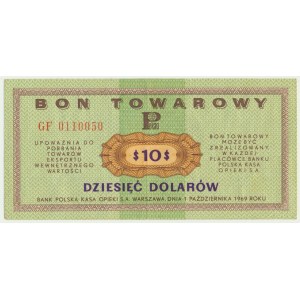 BON TOWAROWY
P
GF 0110050
UPOWAŻNIA DO
POBRANIA
TOWARÓW
EKSPORTU
WEWNĘTRZNEGO
WARTOŚCI
$10$
BON TOWAROWY
MOŻE BYĆ
ZREALIZOWANY
W KAŻDEJ
PLACÓWCE BANKU
POLSKA KASA
OPIEKI S.A.
DZIESIĘĆ DOLARÓW
BANK POLSKA KASA OPIEKI S.A. WARSZAWA DNIA 1 PAŹDZIERNIKA 1969 ROKU